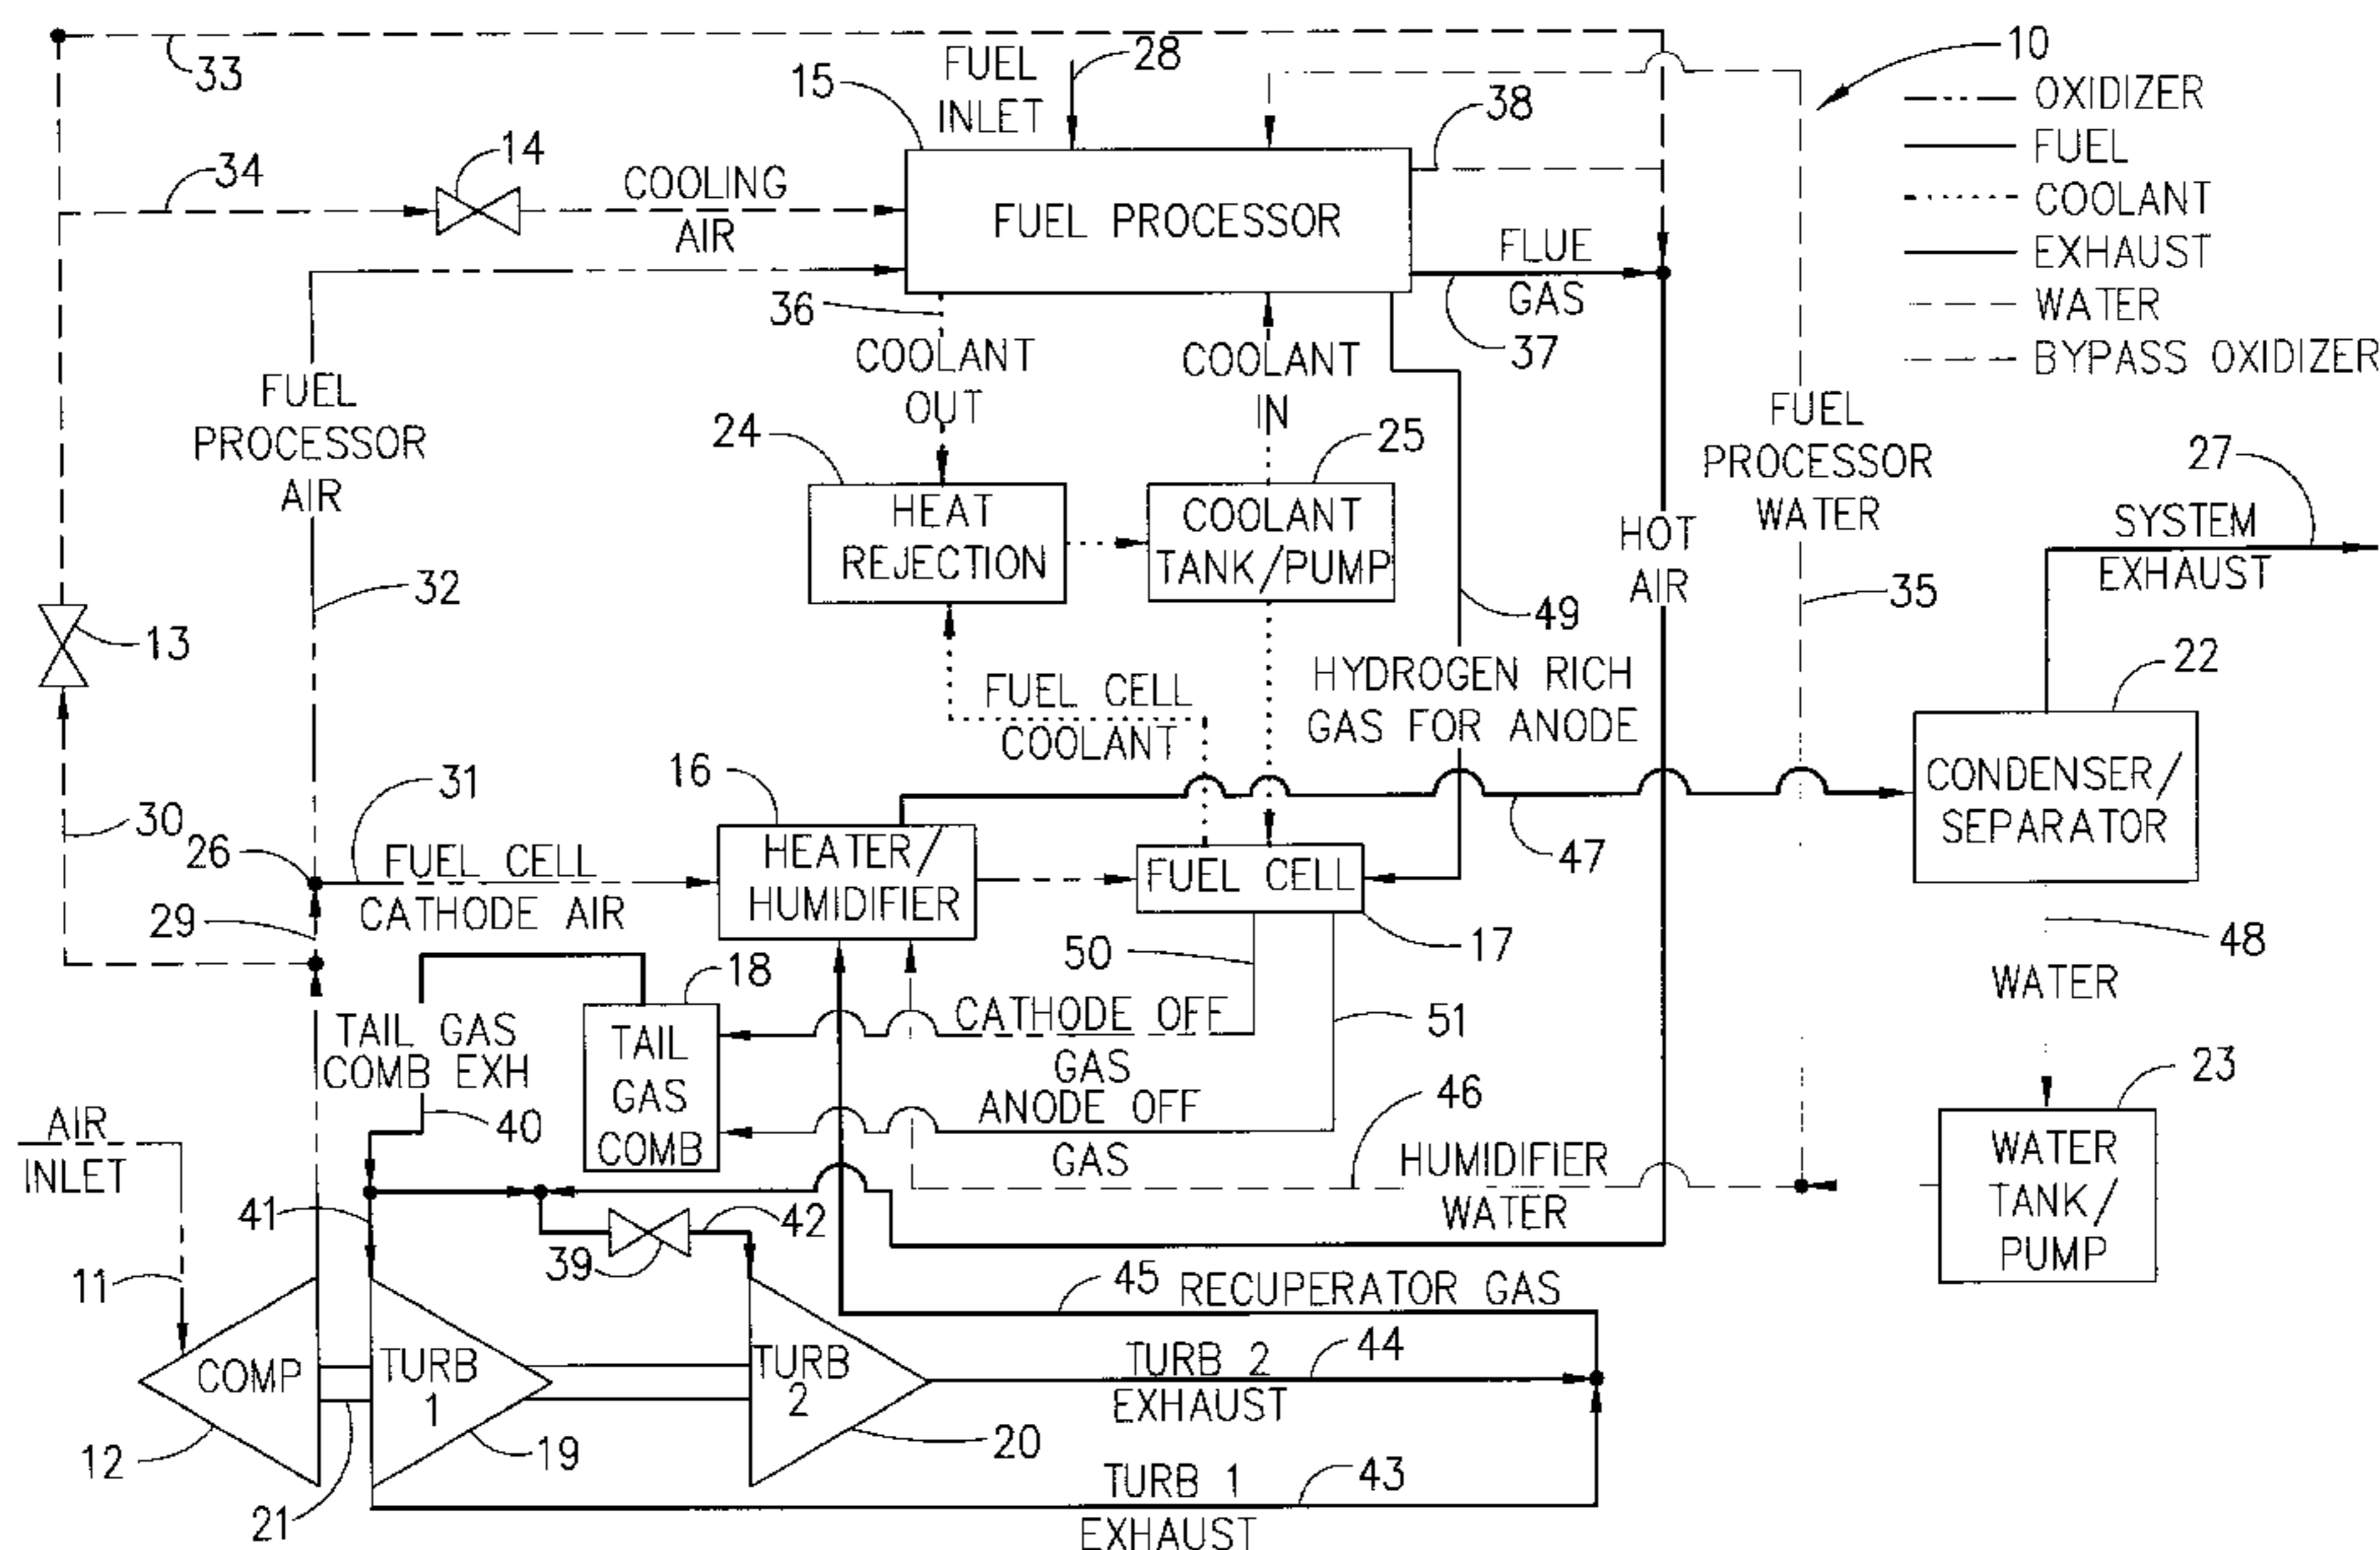 33
FUEL
INLET
28
15
10
OXIDIZER
FUEL
COOLANT
EXHAUST
WATER
BYPASS OXIDIZER
38
14
34
COOLING
AIR
FUEL PROCESSOR
FLUE
GAS
37
36
COOLANT
OUT
COOLANT
IN
FUEL
PROCESSOR
AIR
FUEL
PROCESSOR
WATER
24
25
27
HEAT
REJECTION
COOLANT
TANK/PUMP
HOT
AIR
SYSTEM
EXHAUST
32
35
13
49
22
FUEL CELL
COOLANT
HYDROGEN RICH
GAS FOR ANODE
16
31
30
26
FUEL CELL
CATHODE AIR
HEATER/
HUMIDIFIER
FUEL CELL
47
CONDENSER/
SEPARATOR
29
50
17
48
18
WATER
TAIL GAS
COMB EXH
TAIL
GAS
COMB
CATHODE OFF
GAS
51
ANODE OFF
GAS
46
23
AIR
INLET
40
HUMIDIFIER
WATER
WATER
TANK/
PUMP
41
42
39
11
45
RECUPERATOR GAS
COMP
TURB
1
TURB
2
TURB 2
EXHAUST
44
12
19
20
21
TURB 1
EXHAUST
43